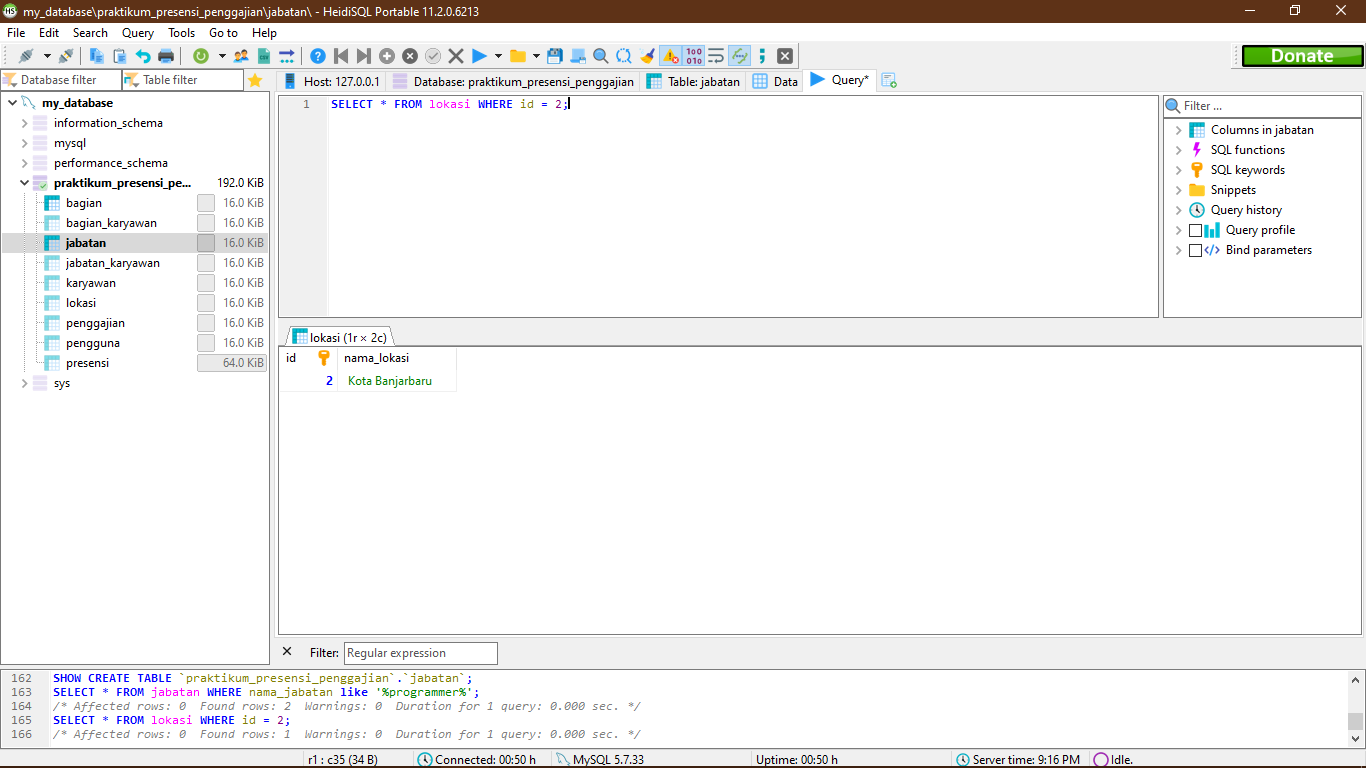 HS my_database\praktikum_presensi_penggajian\jabatan\ - HeidiSQL Portable 11.2.0.6213
File Edit Search Query Tools Go to Help
Donate
Database filter Table filter
Host: 127.0.0.1 Database: praktikum_presensi_penggajian Table: jabatan Data Query*
my_database
information_schema
mysql
performance_schema
praktikum_presensi_pe... 192.0 KiB
bagian 16.0 KiB
bagian_karyawan 16.0 KiB
jabatan 16.0 KiB
jabatan_karyawan 16.0 KiB
karyawan 16.0 KiB
lokasi 16.0 KiB
penggajian 16.0 KiB
pengguna 16.0 KiB
presensi 64.0 KiB
sys
1 SELECT * FROM lokasi WHERE id = 2;
Filter ...
Columns in jabatan
SQL functions
SQL keywords
Snippets
Query history
Query profile
Bind parameters
lokasi (1r × 2c)
id nama_lokasi
2 Kota Banjarbaru
Filter: Regular expression
162 SHOW CREATE TABLE `praktikum_presensi_penggajian`.`jabatan`;
163 SELECT * FROM jabatan WHERE nama_jabatan like '%programmer%';
164 /* Affected rows: 0 Found rows: 2 Warnings: 0 Duration for 1 query: 0.000 sec. */
165 SELECT * FROM lokasi WHERE id = 2;
166 /* Affected rows: 0 Found rows: 1 Warnings: 0 Duration for 1 query: 0.000 sec. */
r1 : c35 (34 B) Connected: 00:50 h MySQL 5.7.33 Uptime: 00:50 h Server time: 9:16 PM Idle.